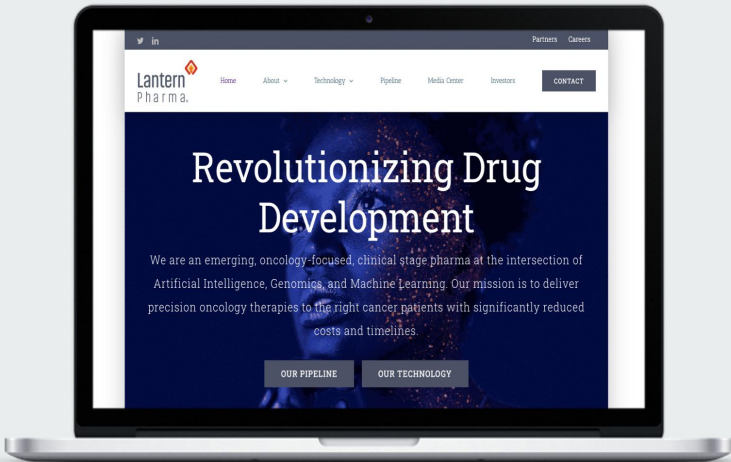 Partners Careers
Lantern
Pharma.
Home About Technology Pipeline Media Center Investors CONTACT
Revolutionizing Drug
Development
We are an emerging, oncology-focused, clinical stage pharma at the intersection of
Artificial Intelligence, Genomics, and Machine Learning. Our mission is to deliver
precision oncology therapies to the right cancer patients with significantly reduced
costs and timelines.
OUR PIPELINE OUR TECHNOLOGY